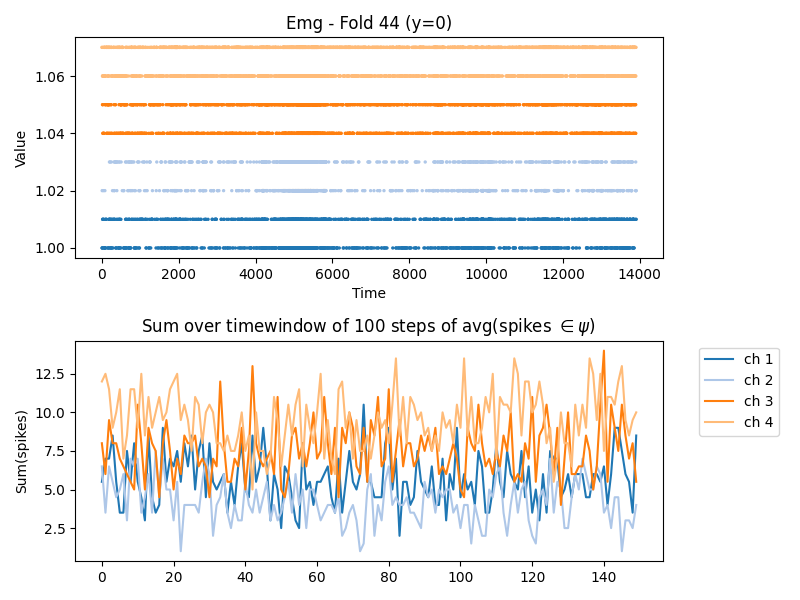 Emg - Fold 44 (y=0)
Value
1.06
1.04
1.02
1.00
0 2000 4000 6000 8000 10000 12000 14000
Time
Sum over timewindow of 100 steps of avg(spikes ∈ψ)
Sum(spikes)
12.5
10.0
7.5
5.0
2.5
0 20 40 60 80 100 120 140
ch 1
ch 2
ch 3
ch 4